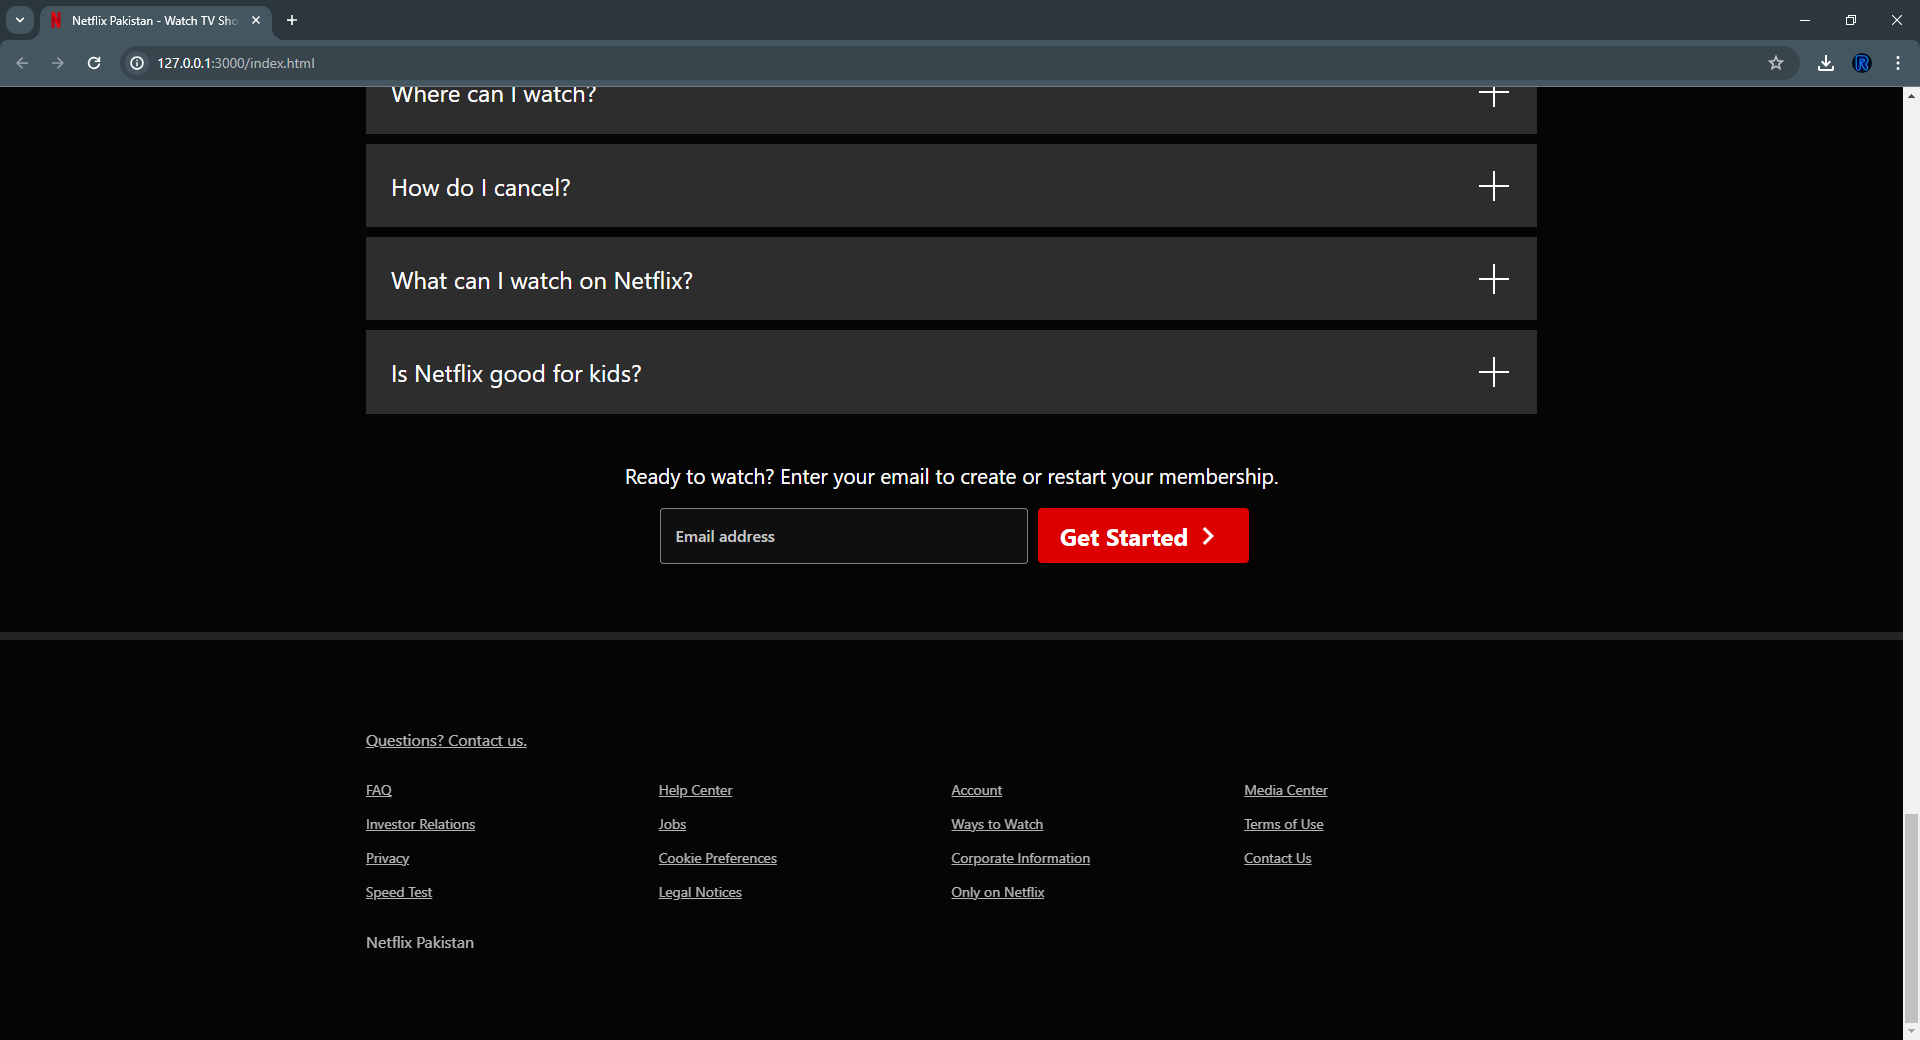 Netflix Pakistan - Watch TV Sho
127.0.0.1:3000/index.html
Where can I watch?
How do I cancel?
What can I watch on Netflix?
Is Netflix good for kids?
Ready to watch? Enter your email to create or restart your membership.
Email address
Get Started
Questions? Contact us.
FAQ Help Center Account Media Center
Investor Relations Jobs Ways to Watch Terms of Use
Privacy Cookie Preferences Corporate Information Contact Us
Speed Test Legal Notices Only on Netflix
Netflix Pakistan